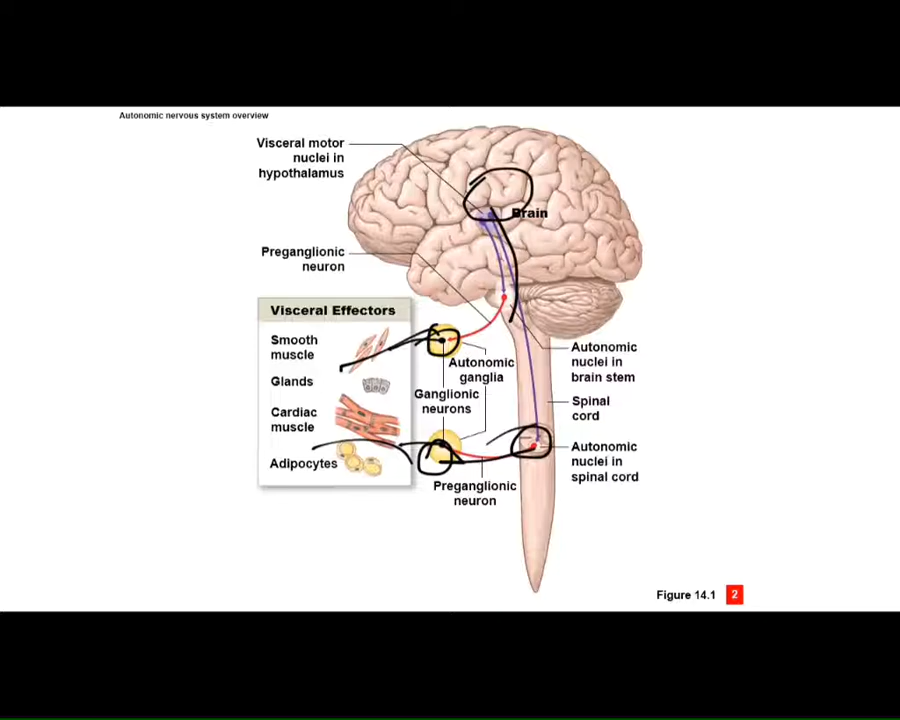 Autonomic nervous system overview
Visceral motor
nuclei in
hypothalamus
Brain
Preganglionic
neuron
Visceral Effectors
Smooth
muscle
Glands
Cardiac
muscle
Adipocytes
Autonomic
ganglia
Ganglionic
neurons
Preganglionic
neuron
Autonomic
nuclei in
brain stem
Spinal
cord
Autonomic
nuclei in
spinal cord
Figure 14.1 2